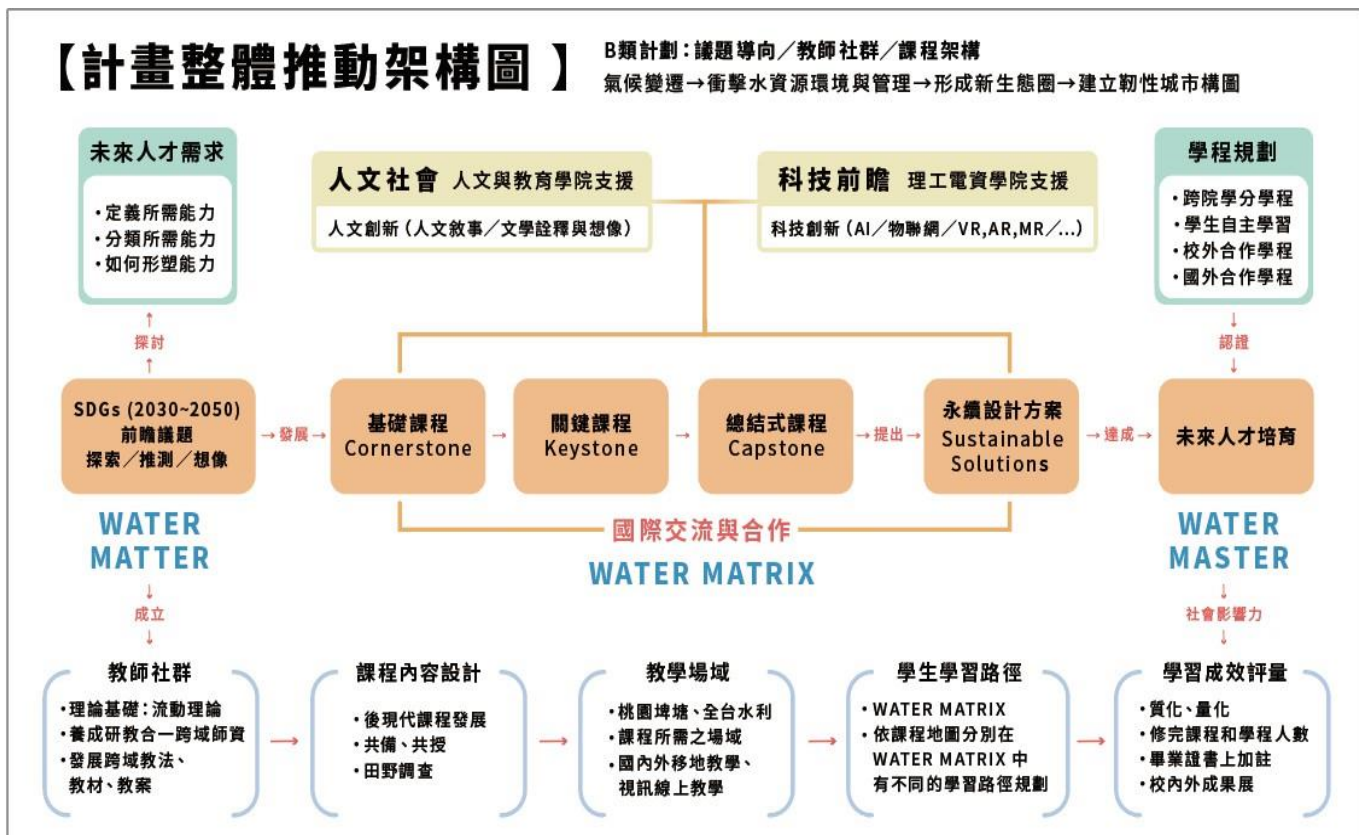 【計畫整體推動架構圖】
B類計劃：議題導向／教師社群／課程架構
氣候變遷→衝擊水資源環境與管理→形成新生態圈→建立韌性城市構圖
未來人才需求
•定義所需能力
•分類所需能力
•如何形塑能力
人文社會 人文與教育學院支援
人文創新（人文敘事／文學詮釋與想像）
科技前瞻 理工電資學院支援
科技創新（AI／物聯網／VR,AR,MR／...）
學程規劃
•跨院學分學程
•學生自主學習
•校外合作學程
•國外合作學程
↑
探討
↑
↓
認證
↓
SDGs (2030~2050)
前瞻議題
探索／推測／想像
→發展→
基礎課程
Cornerstone
→
關鍵課程
Keystone
→
總結式課程
Capstone
→提出→
永續設計方案
Sustainable
Solutions
→達成→
未來人才培育
WATER
MATTER
國際交流與合作
WATER MATRIX
WATER
MASTER
↓
成立
↓
↓
社會影響力
↓
教師社群
•理論基礎：流動理論
•養成研教合一跨域師資
•發展跨域教法、
教材、教案
→
課程內容設計
•後現代課程發展
•共備、共授
•田野調查
→
教學場域
•桃園埤塘、全台水利
•課程所需之場域
•國內外移地教學、
視訊線上教學
→
學生學習路徑
•WATER MATRIX
•依課程地圖分別在
WATER MATRIX 中
有不同的學習路徑規劃
→
學習成效評量
•質化、量化
•修完課程和學程人數
•畢業證書上加註
•校內外成果展